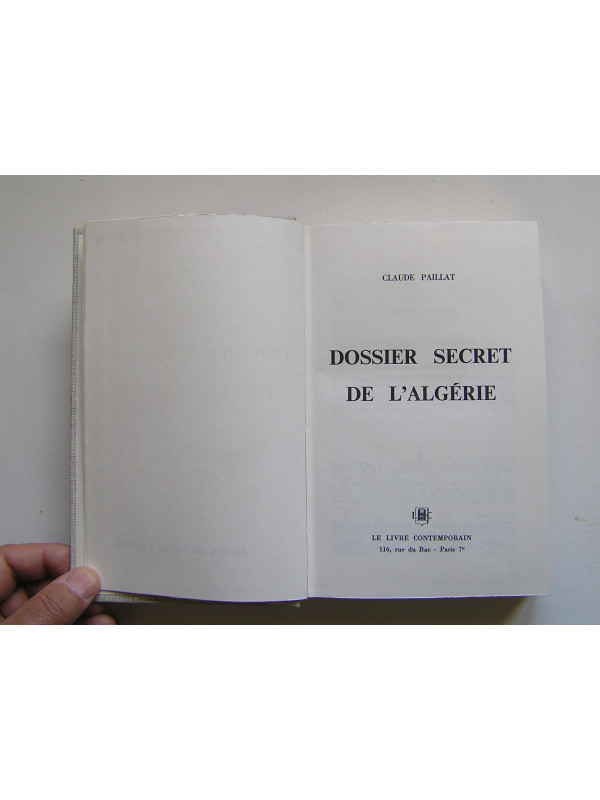 CLAUDE PAILLAT
DOSSIER SECRET
DE L'ALGÉRIE
LE LIVRE CONTEMPORAIN
116, rue du Bac - Paris 7e